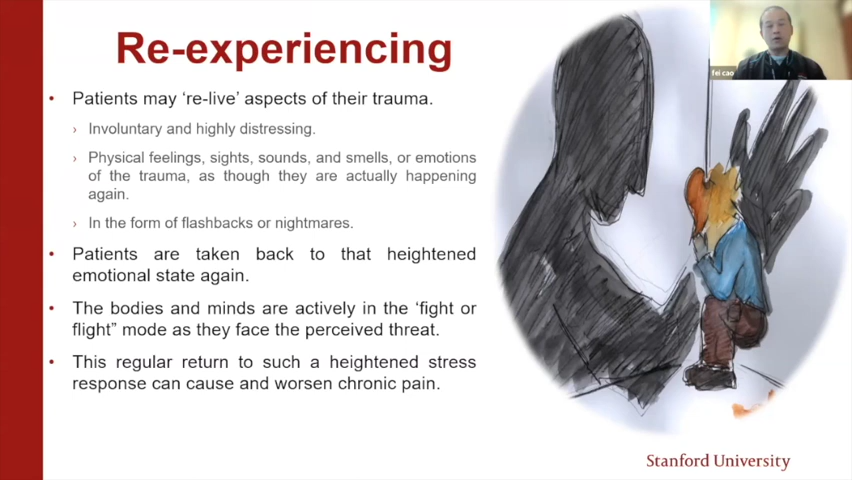 Re-experiencing
fei cao
• Patients may ‘re-live’ aspects of their trauma.
› Involuntary and highly distressing.
› Physical feelings, sights, sounds, and smells, or emotions
of the trauma, as though they are actually happening
again.
› In the form of flashbacks or nightmares.
• Patients are taken back to that heightened
emotional state again.
• The bodies and minds are actively in the ‘fight or
flight” mode as they face the perceived threat.
• This regular return to such a heightened stress
response can cause and worsen chronic pain.
Stanford University